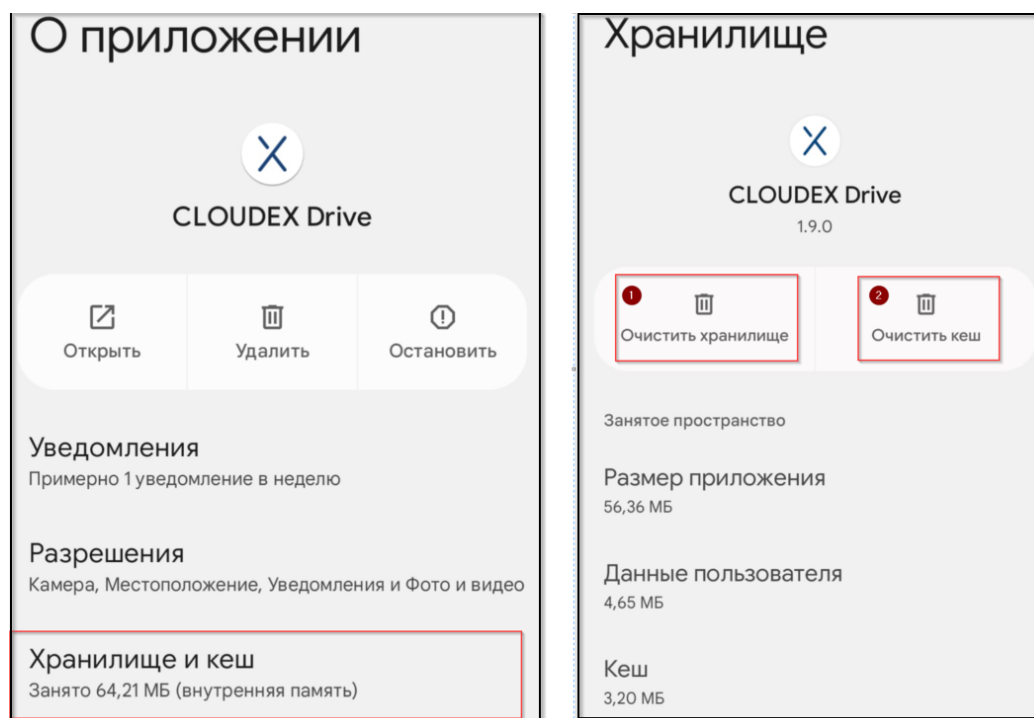 О приложении
CLOUDEX Drive
Открыть
Удалить
Остановить
Уведомления
Примерно 1 уведомление в неделю
Разрешения
Камера, Местоположение, Уведомления и Фото и видео
Хранилище и кеш
Занято 64,21 МБ (внутренняя память)
Хранилище
CLOUDEX Drive
1.9.0
1
Очистить хранилище
2
Очистить кеш
Занятое пространство
Размер приложения
56,36 МБ
Данные пользователя
4,65 МБ
Кеш
3,20 МБ